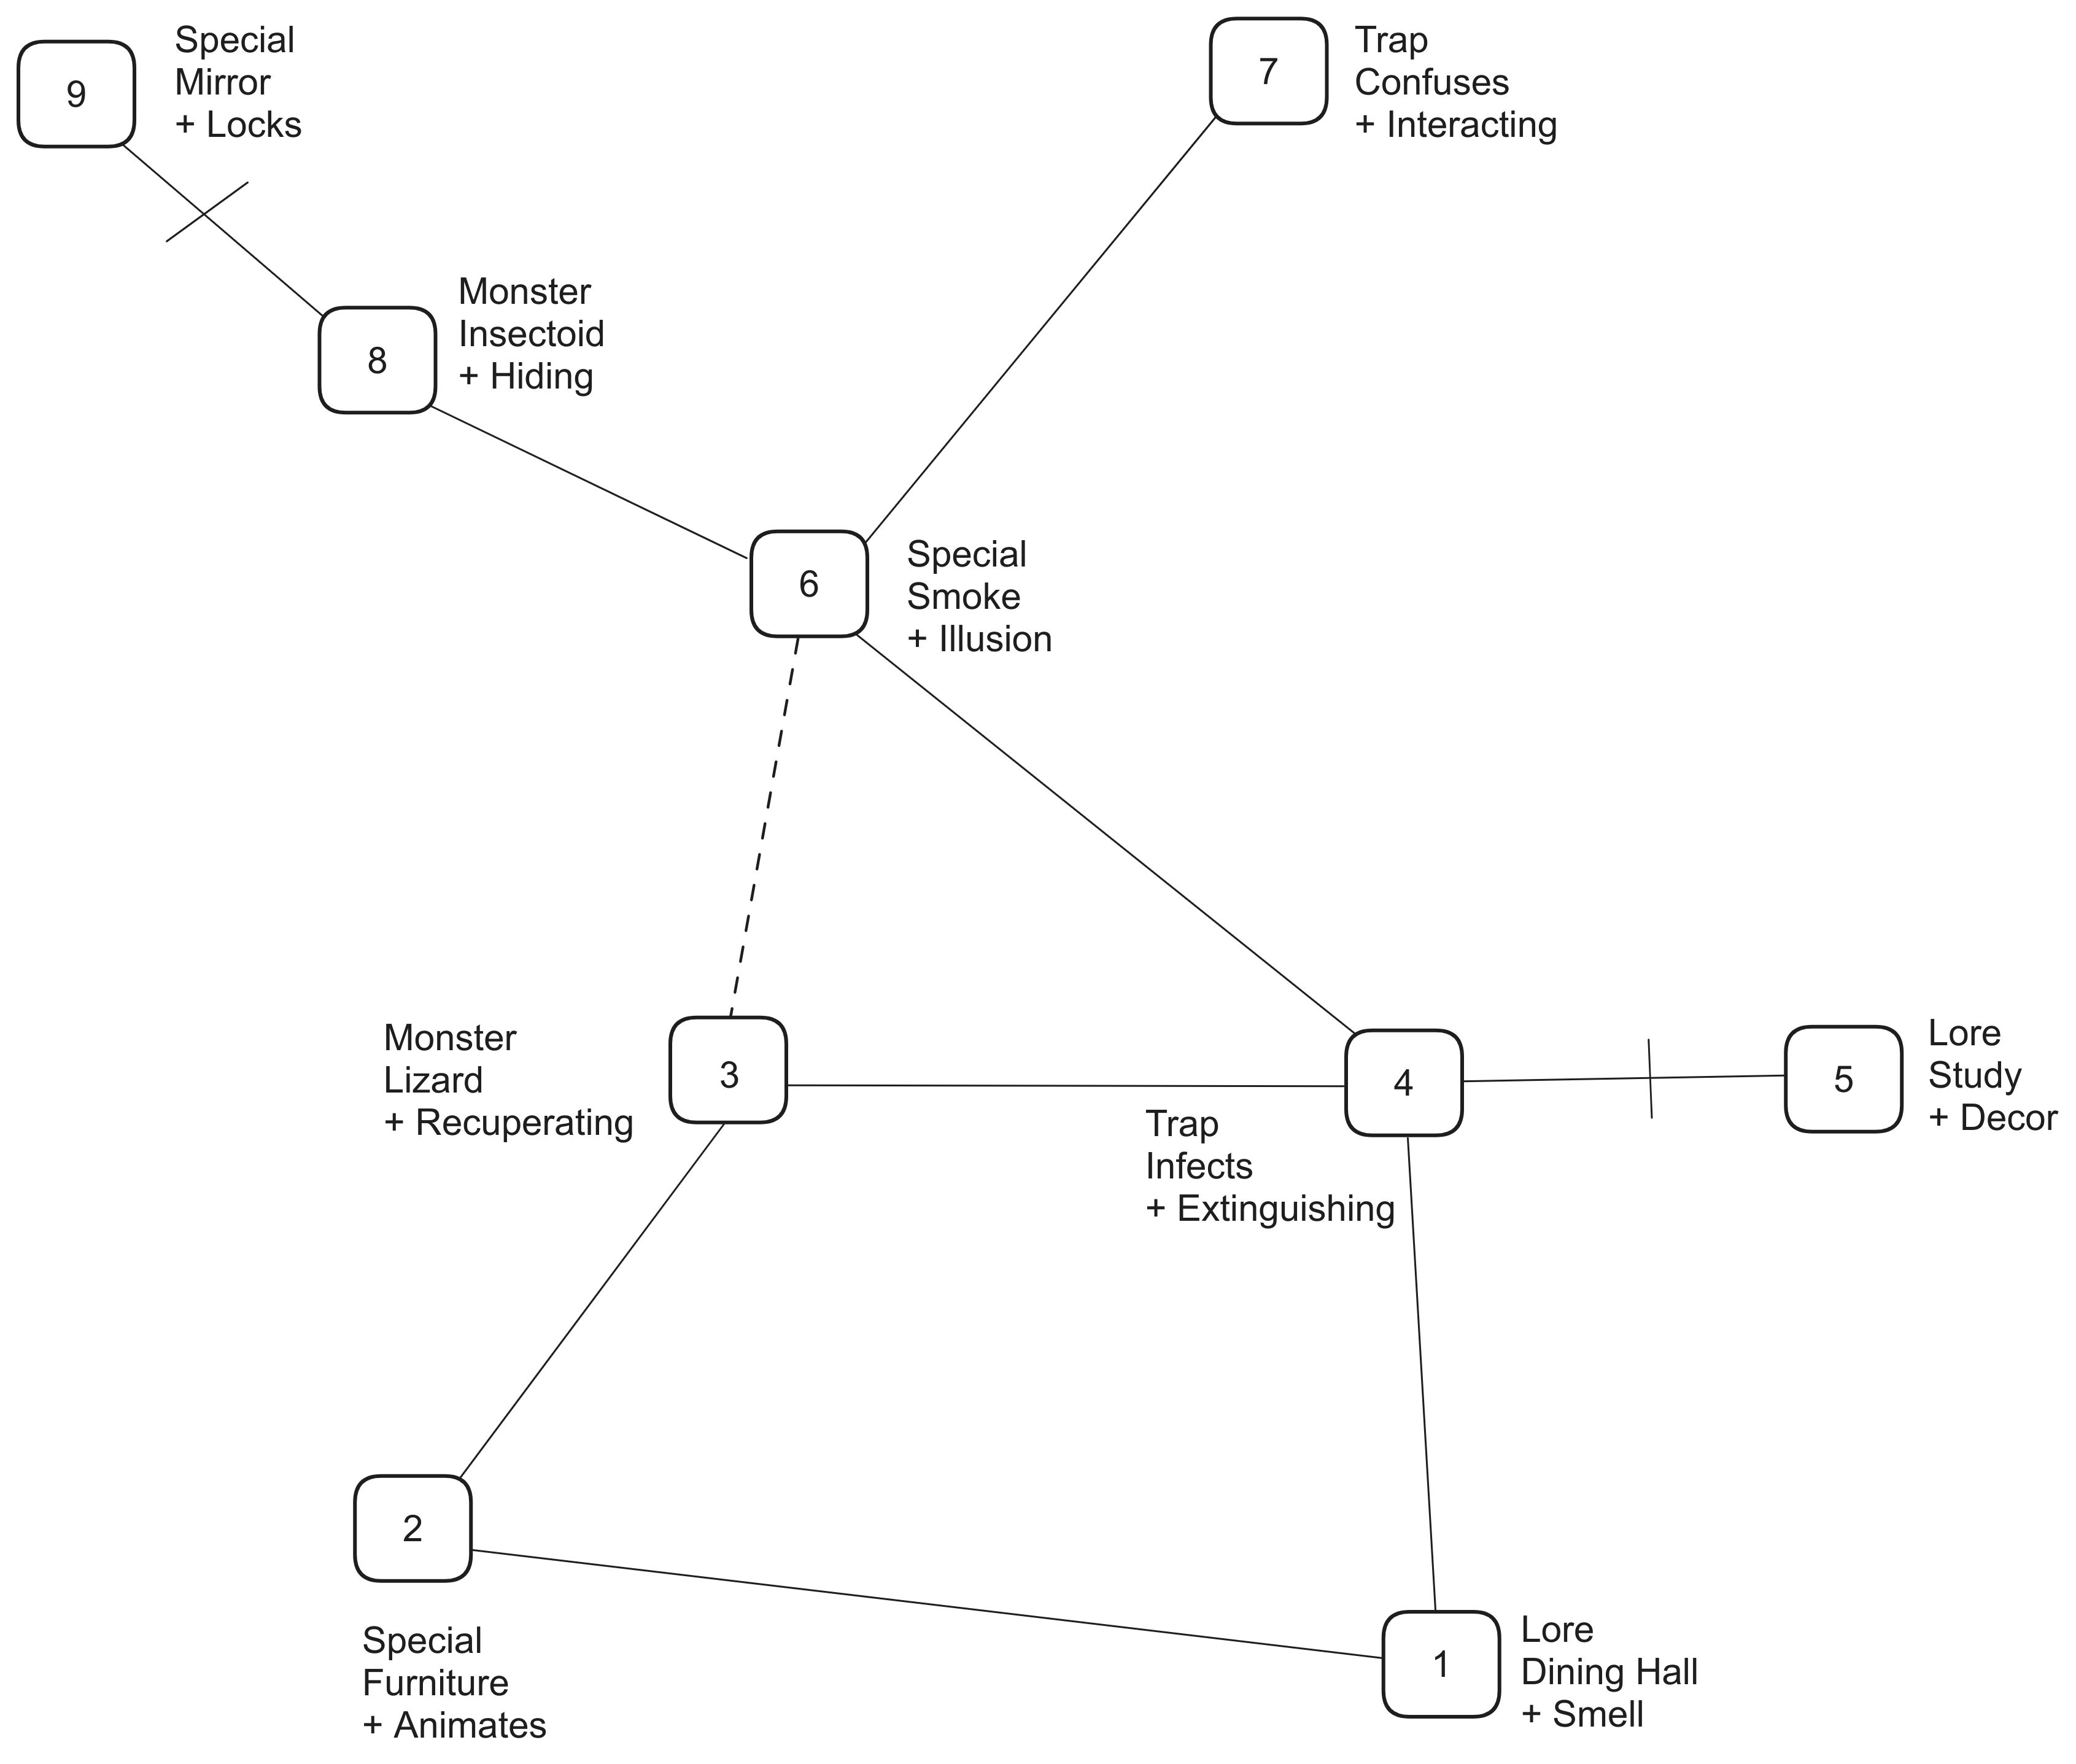 9
Special
Mirror
+ Locks
7
Trap
Confuses
+ Interacting
8
Monster
Insectoid
+ Hiding
6
Special
Smoke
+ Illusion
Monster
Lizard
+ Recuperating
3
4
Trap
Infects
+ Extinguishing
5
Lore
Study
+ Decor
2
Special
Furniture
+ Animates
1
Lore
Dining Hall
+ Smell